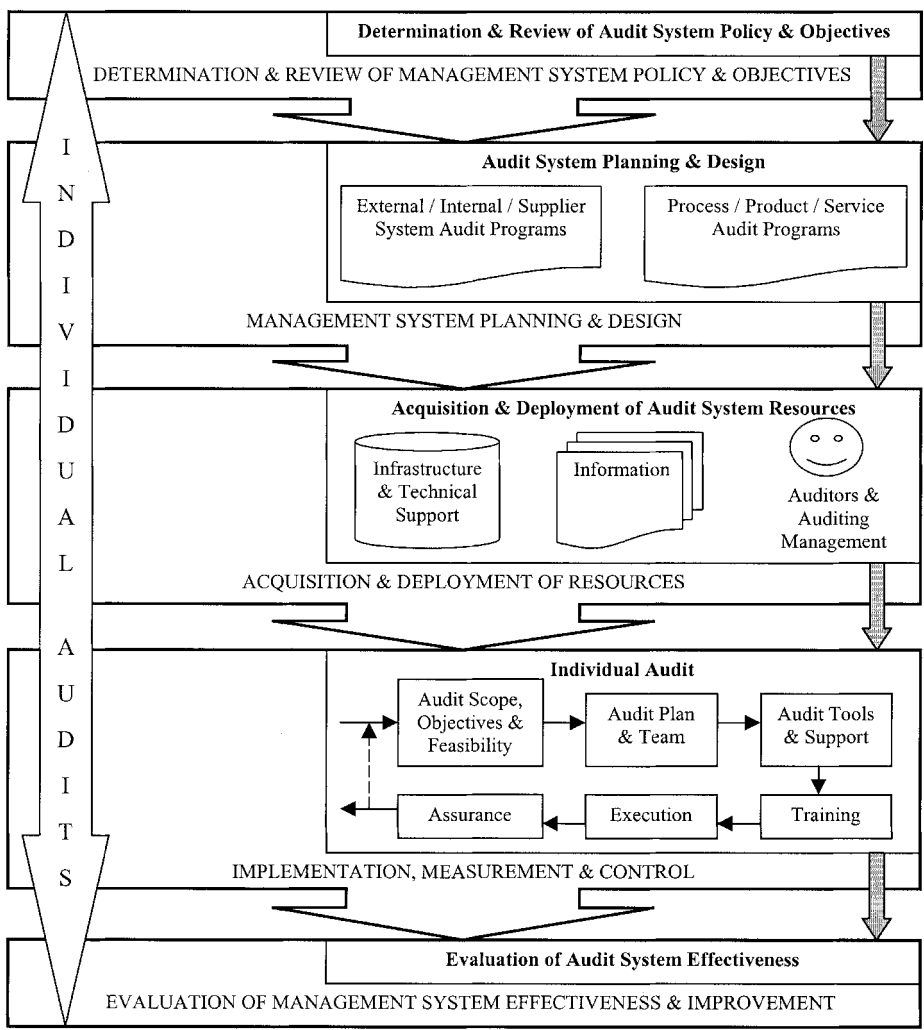 Determination & Review of Audit System Policy & Objectives
DETERMINATION & REVIEW OF MANAGEMENT SYSTEM POLICY & OBJECTIVES
INDIVIDUAL AUDITS
Audit System Planning & Design
External / Internal / Supplier
System Audit Programs
Process / Product / Service
Audit Programs
MANAGEMENT SYSTEM PLANNING & DESIGN
Acquisition & Deployment of Audit System Resources
Infrastructure
& Technical
Support
Information
Auditors &
Auditing
Management
ACQUISITION & DEPLOYMENT OF RESOURCES
Individual Audit
Audit Scope,
Objectives &
Feasibility
Audit Plan
& Team
Audit Tools
& Support
Assurance
Execution
Training
IMPLEMENTATION, MEASUREMENT & CONTROL
Evaluation of Audit System Effectiveness
EVALUATION OF MANAGEMENT SYSTEM EFFECTIVENESS & IMPROVEMENT